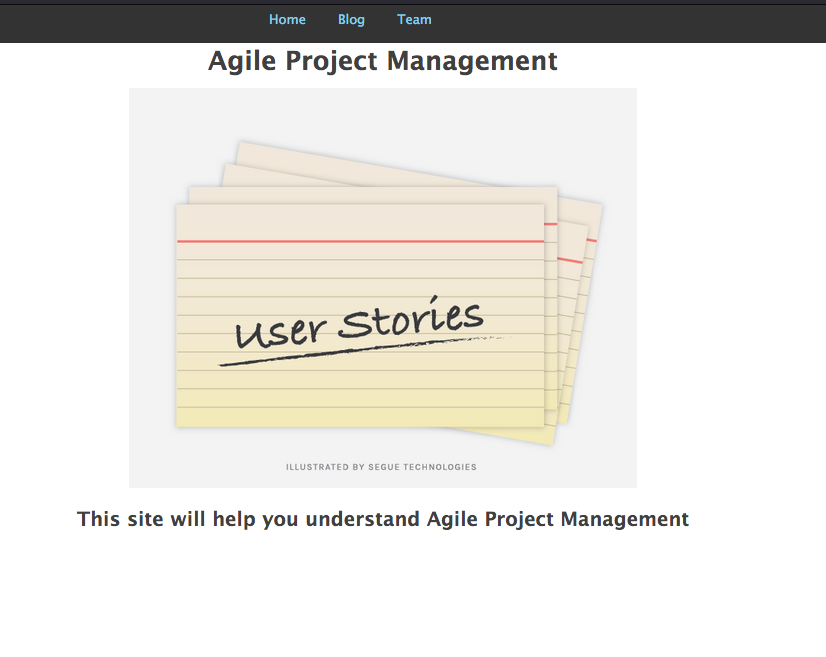 Home Blog Team
Agile Project Management
User Stories
ILLUSTRATED BY SEGUE TECHNOLOGIES
This site will help you understand Agile Project Management